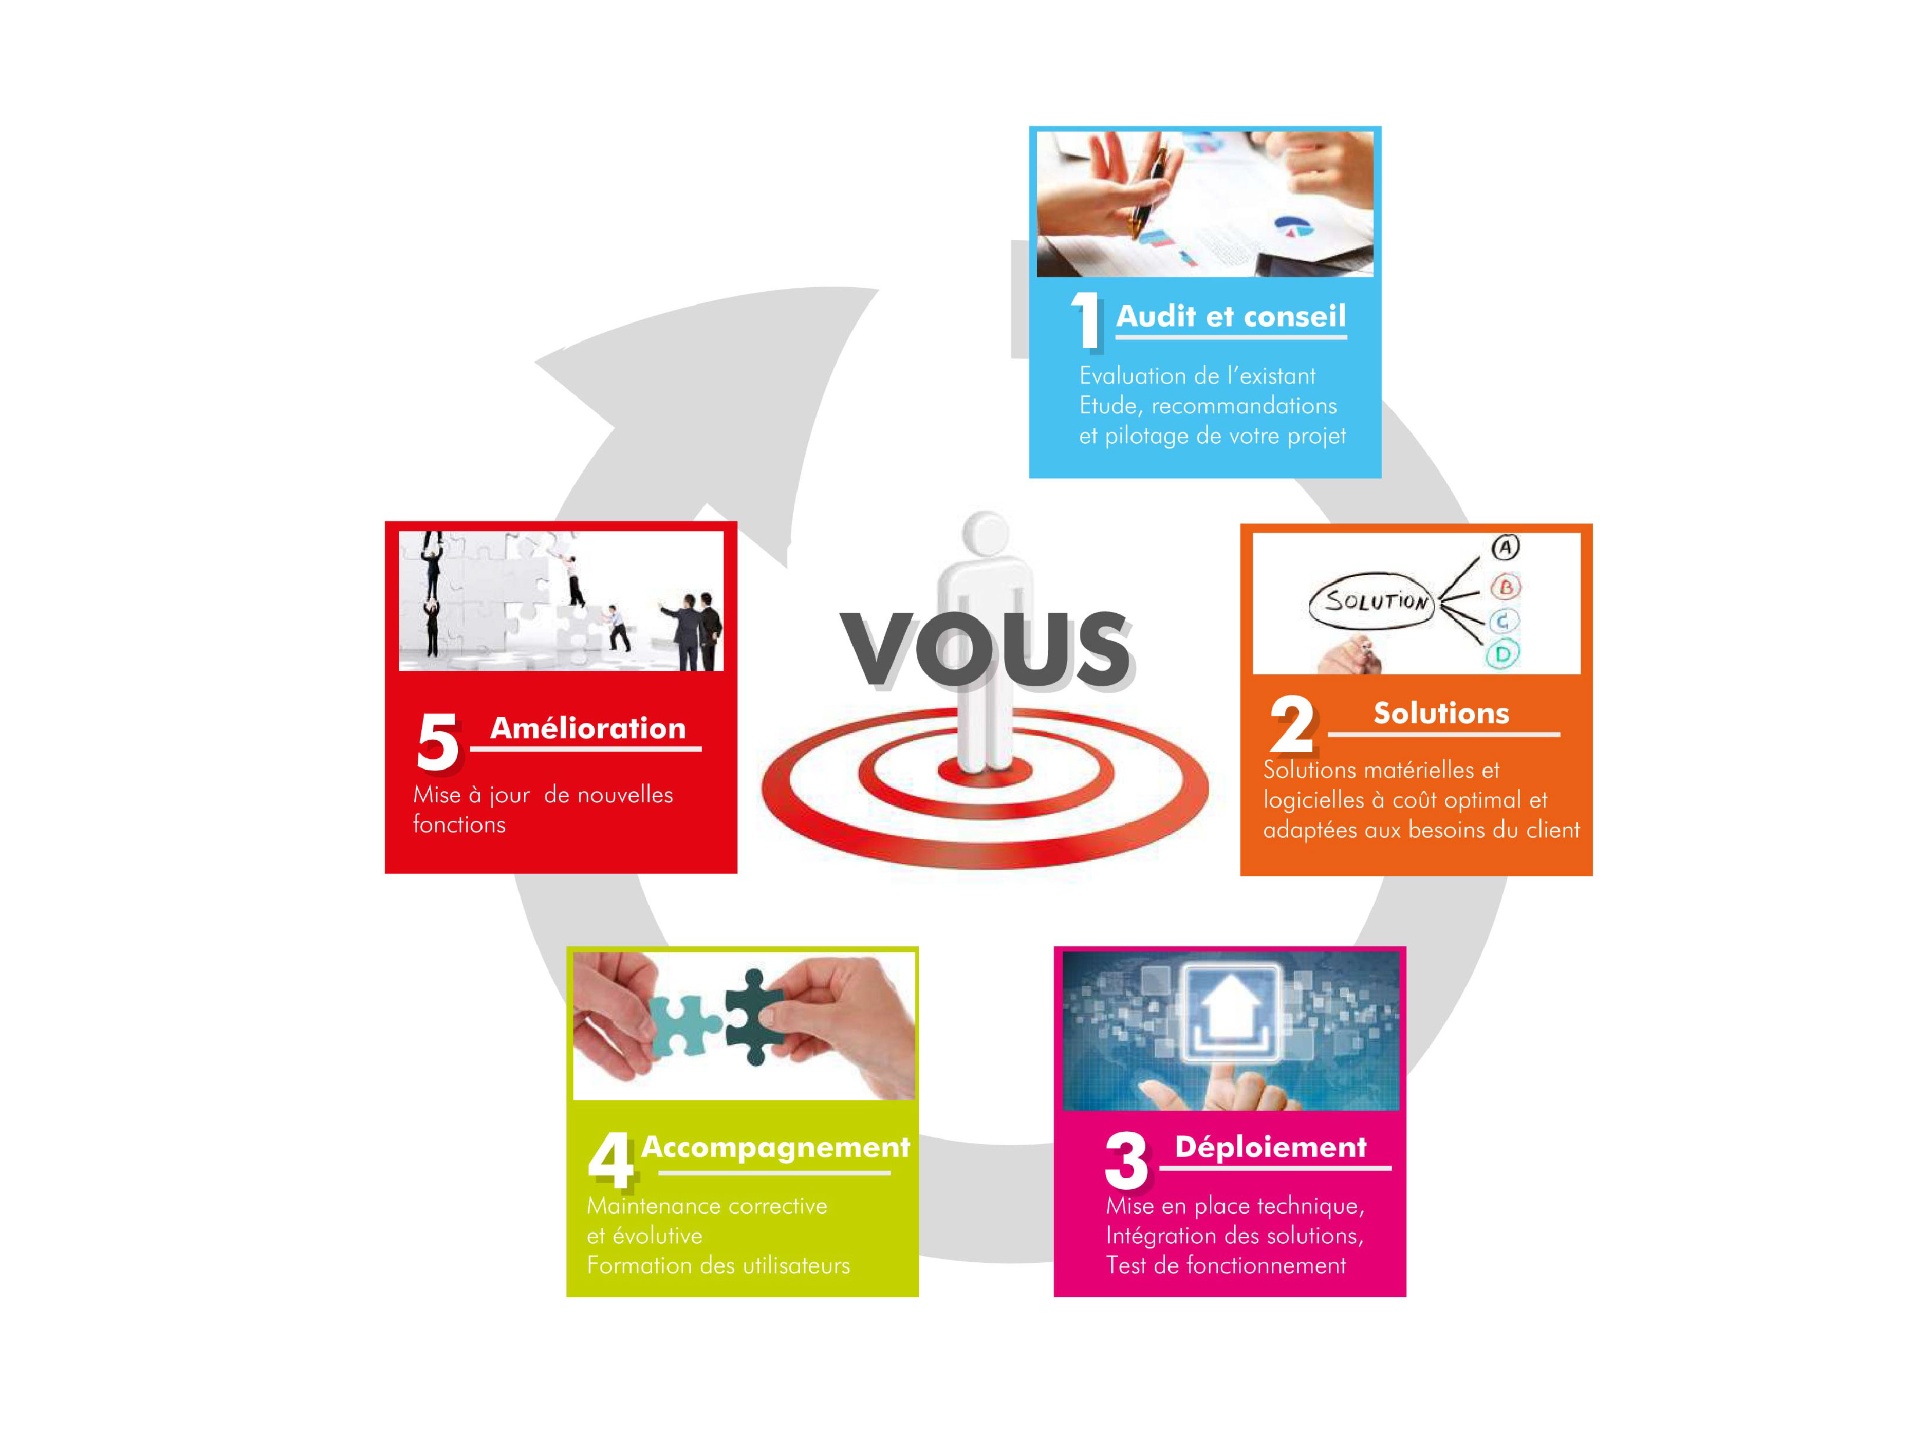 1 Audit et conseil
Evaluation de l'existant
Etude, recommandations
et pilotage de votre projet
SOLUTION
A
B
C
D
2 Solutions
Solutions matérielles et
logicielles à coût optimal et
adaptées aux besoins du client
3 Déploiement
Mise en place technique,
Intégration des solutions,
Test de fonctionnement
4 Accompagnement
Maintenance corrective
et évolutive
Formation des utilisateurs
5 Amélioration
Mise à jour de nouvelles
fonctions
VOUS